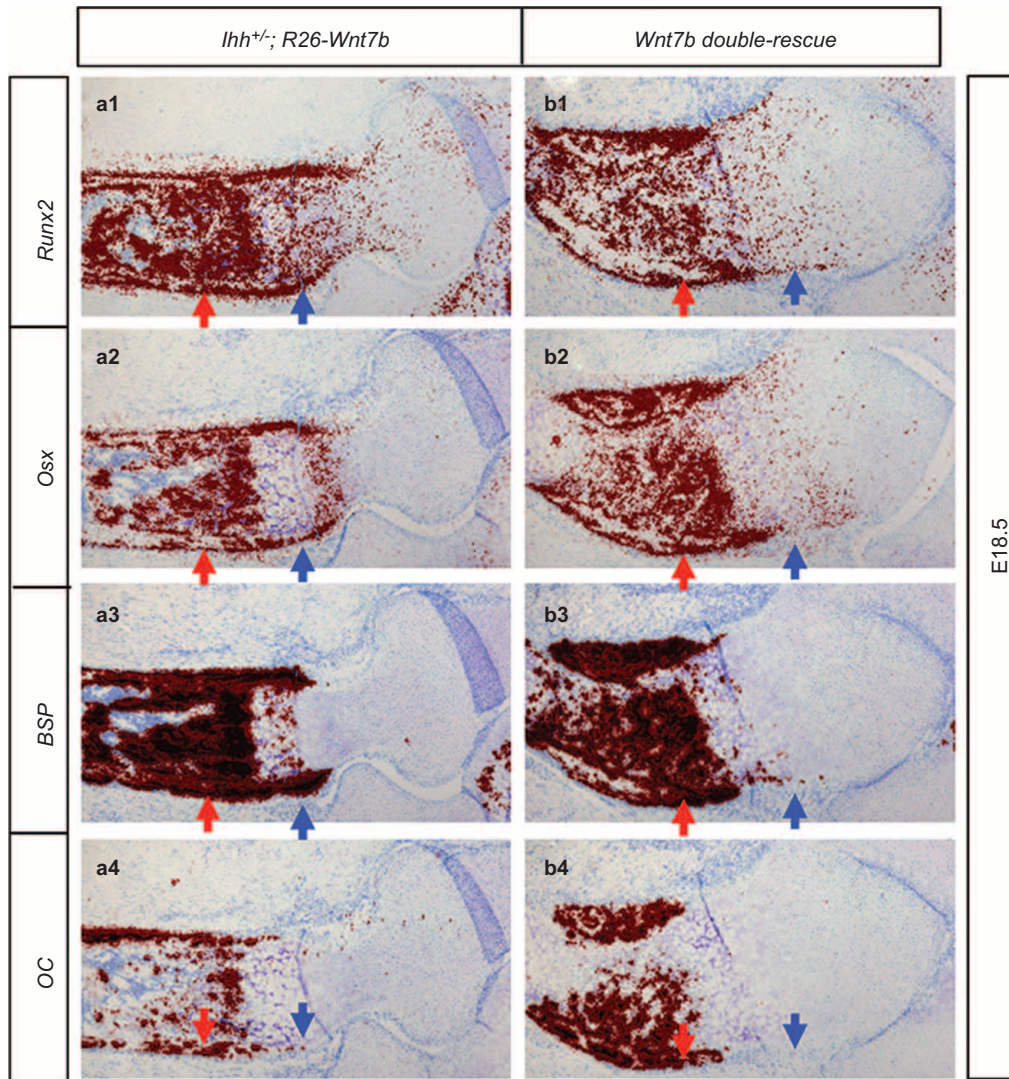 Ihh+/-; R26-Wnt7b
Wnt7b double-rescue
Runx2
a1
b1
Osx
a2
b2
BSP
a3
b3
OC
a4
b4
E18.5